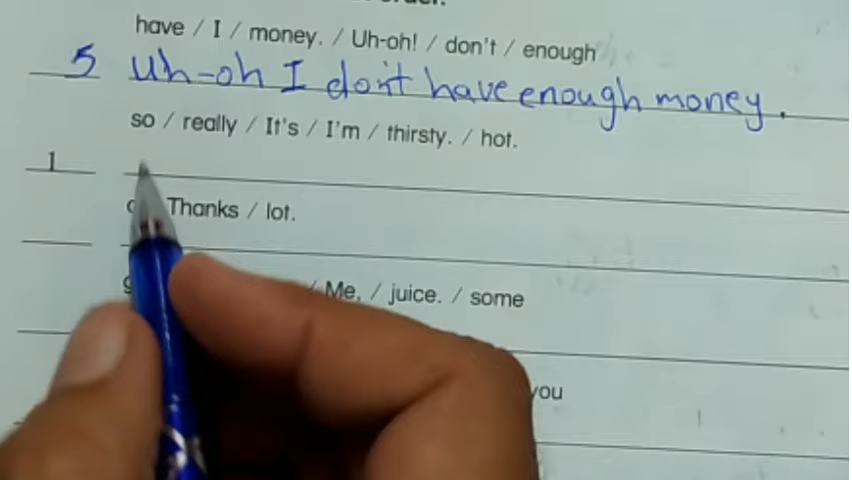 order.
have / I / money. / Uh-oh! / don't / enough
5 Uh-oh I don't have enough money.
so / really / It's / I'm / thirsty. / hot.
1
Thanks / lot.
/ Me, / juice. / some
you